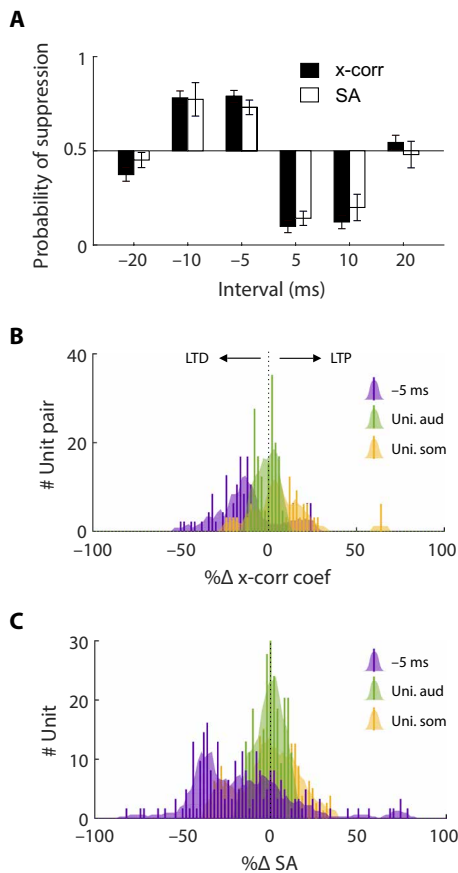 A
Probability of suppression
1
0.5
0
x-corr
SA
−20 −10 −5 5 10 20
Interval (ms)
B
# Unit pair
40
20
0
LTD LTP
−5 ms
Uni. aud
Uni. som
−100 −50 0 50 100
%Δ x-corr coef
C
# Unit
30
20
10
0
−5 ms
Uni. aud
Uni. som
−100 −50 0 50 100
%Δ SA